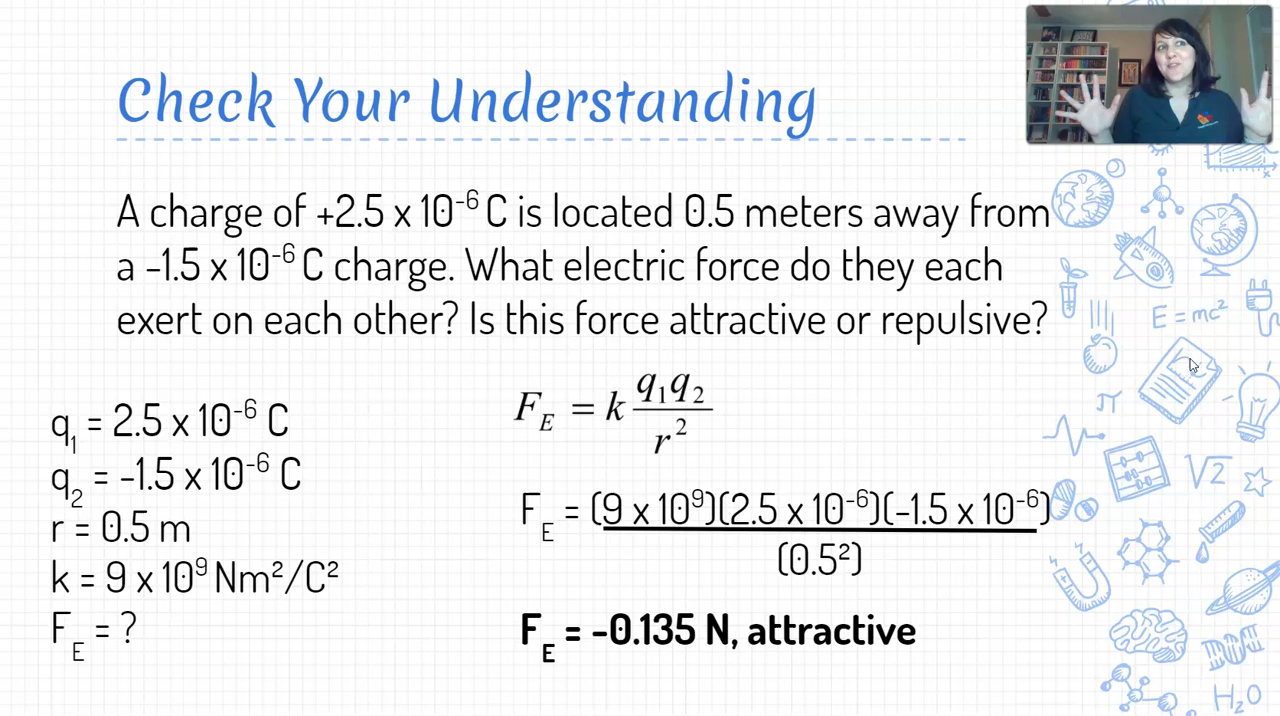 Check Your Understanding
A charge of +2.5 x 10⁻⁶ C is located 0.5 meters away from
a -1.5 x 10⁻⁶ C charge. What electric force do they each
exert on each other? Is this force attractive or repulsive?
q₁ = 2.5 x 10⁻⁶ C
q₂ = -1.5 x 10⁻⁶ C
r = 0.5 m
k = 9 x 10⁹ Nm²/C²
F_E = ?
F_E = k q₁q₂ / r²
F_E = (9 x 10⁹)(2.5 x 10⁻⁶)(-1.5 x 10⁻⁶)
(0.5²)
F_E = -0.135 N, attractive
E = mc²
π
√2
H₂O